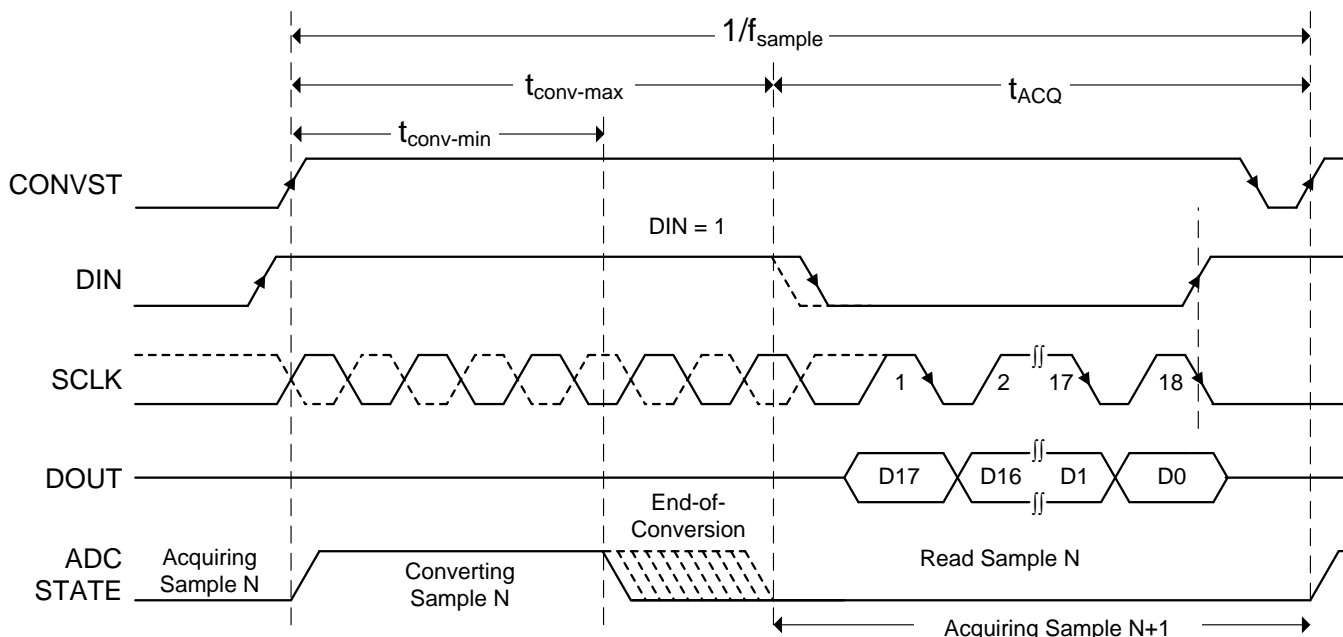 1/fsample
tconv-max
tACQ
tconv-min
CONVST
DIN = 1
DIN
SCLK
1
2
17
18
DOUT
D17
D16
D1
D0
End-of-
Conversion
ADC
STATE
Acquiring
Sample N
Converting
Sample N
Read Sample N
Acquiring Sample N+1